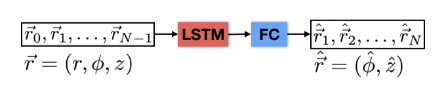 r⃗₀, r⃗₁, …, r⃗_{N−1} LSTM FC r̂⃗₁, r̂⃗₂, …, r̂⃗_N
r⃗ = (r, ϕ, z) r̂⃗ = (ϕ̂, ẑ)